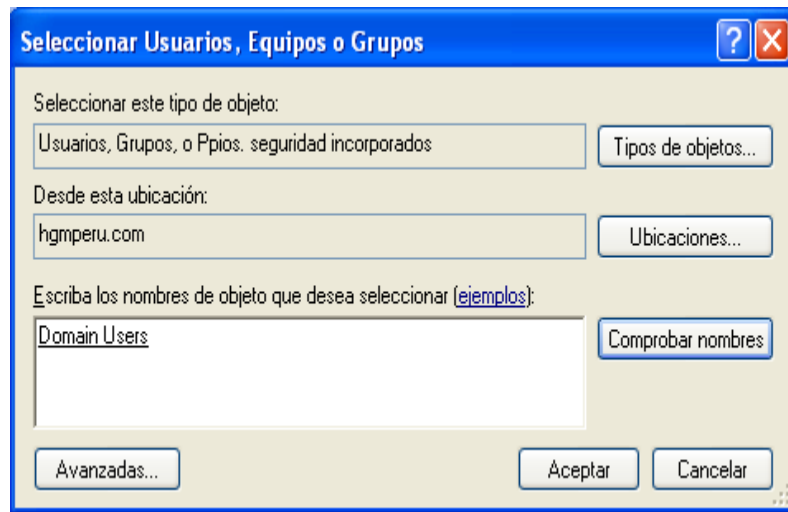 Seleccionar Usuarios, Equipos o Grupos
?
Seleccionar este tipo de objeto:
Usuarios, Grupos, o Ppios. seguridad incorporados
Tipos de objetos...
Desde esta ubicación:
hgmperu.com
Ubicaciones...
Escriba los nombres de objeto que desea seleccionar (ejemplos):
Domain Users
Comprobar nombres
Avanzadas...
Aceptar
Cancelar